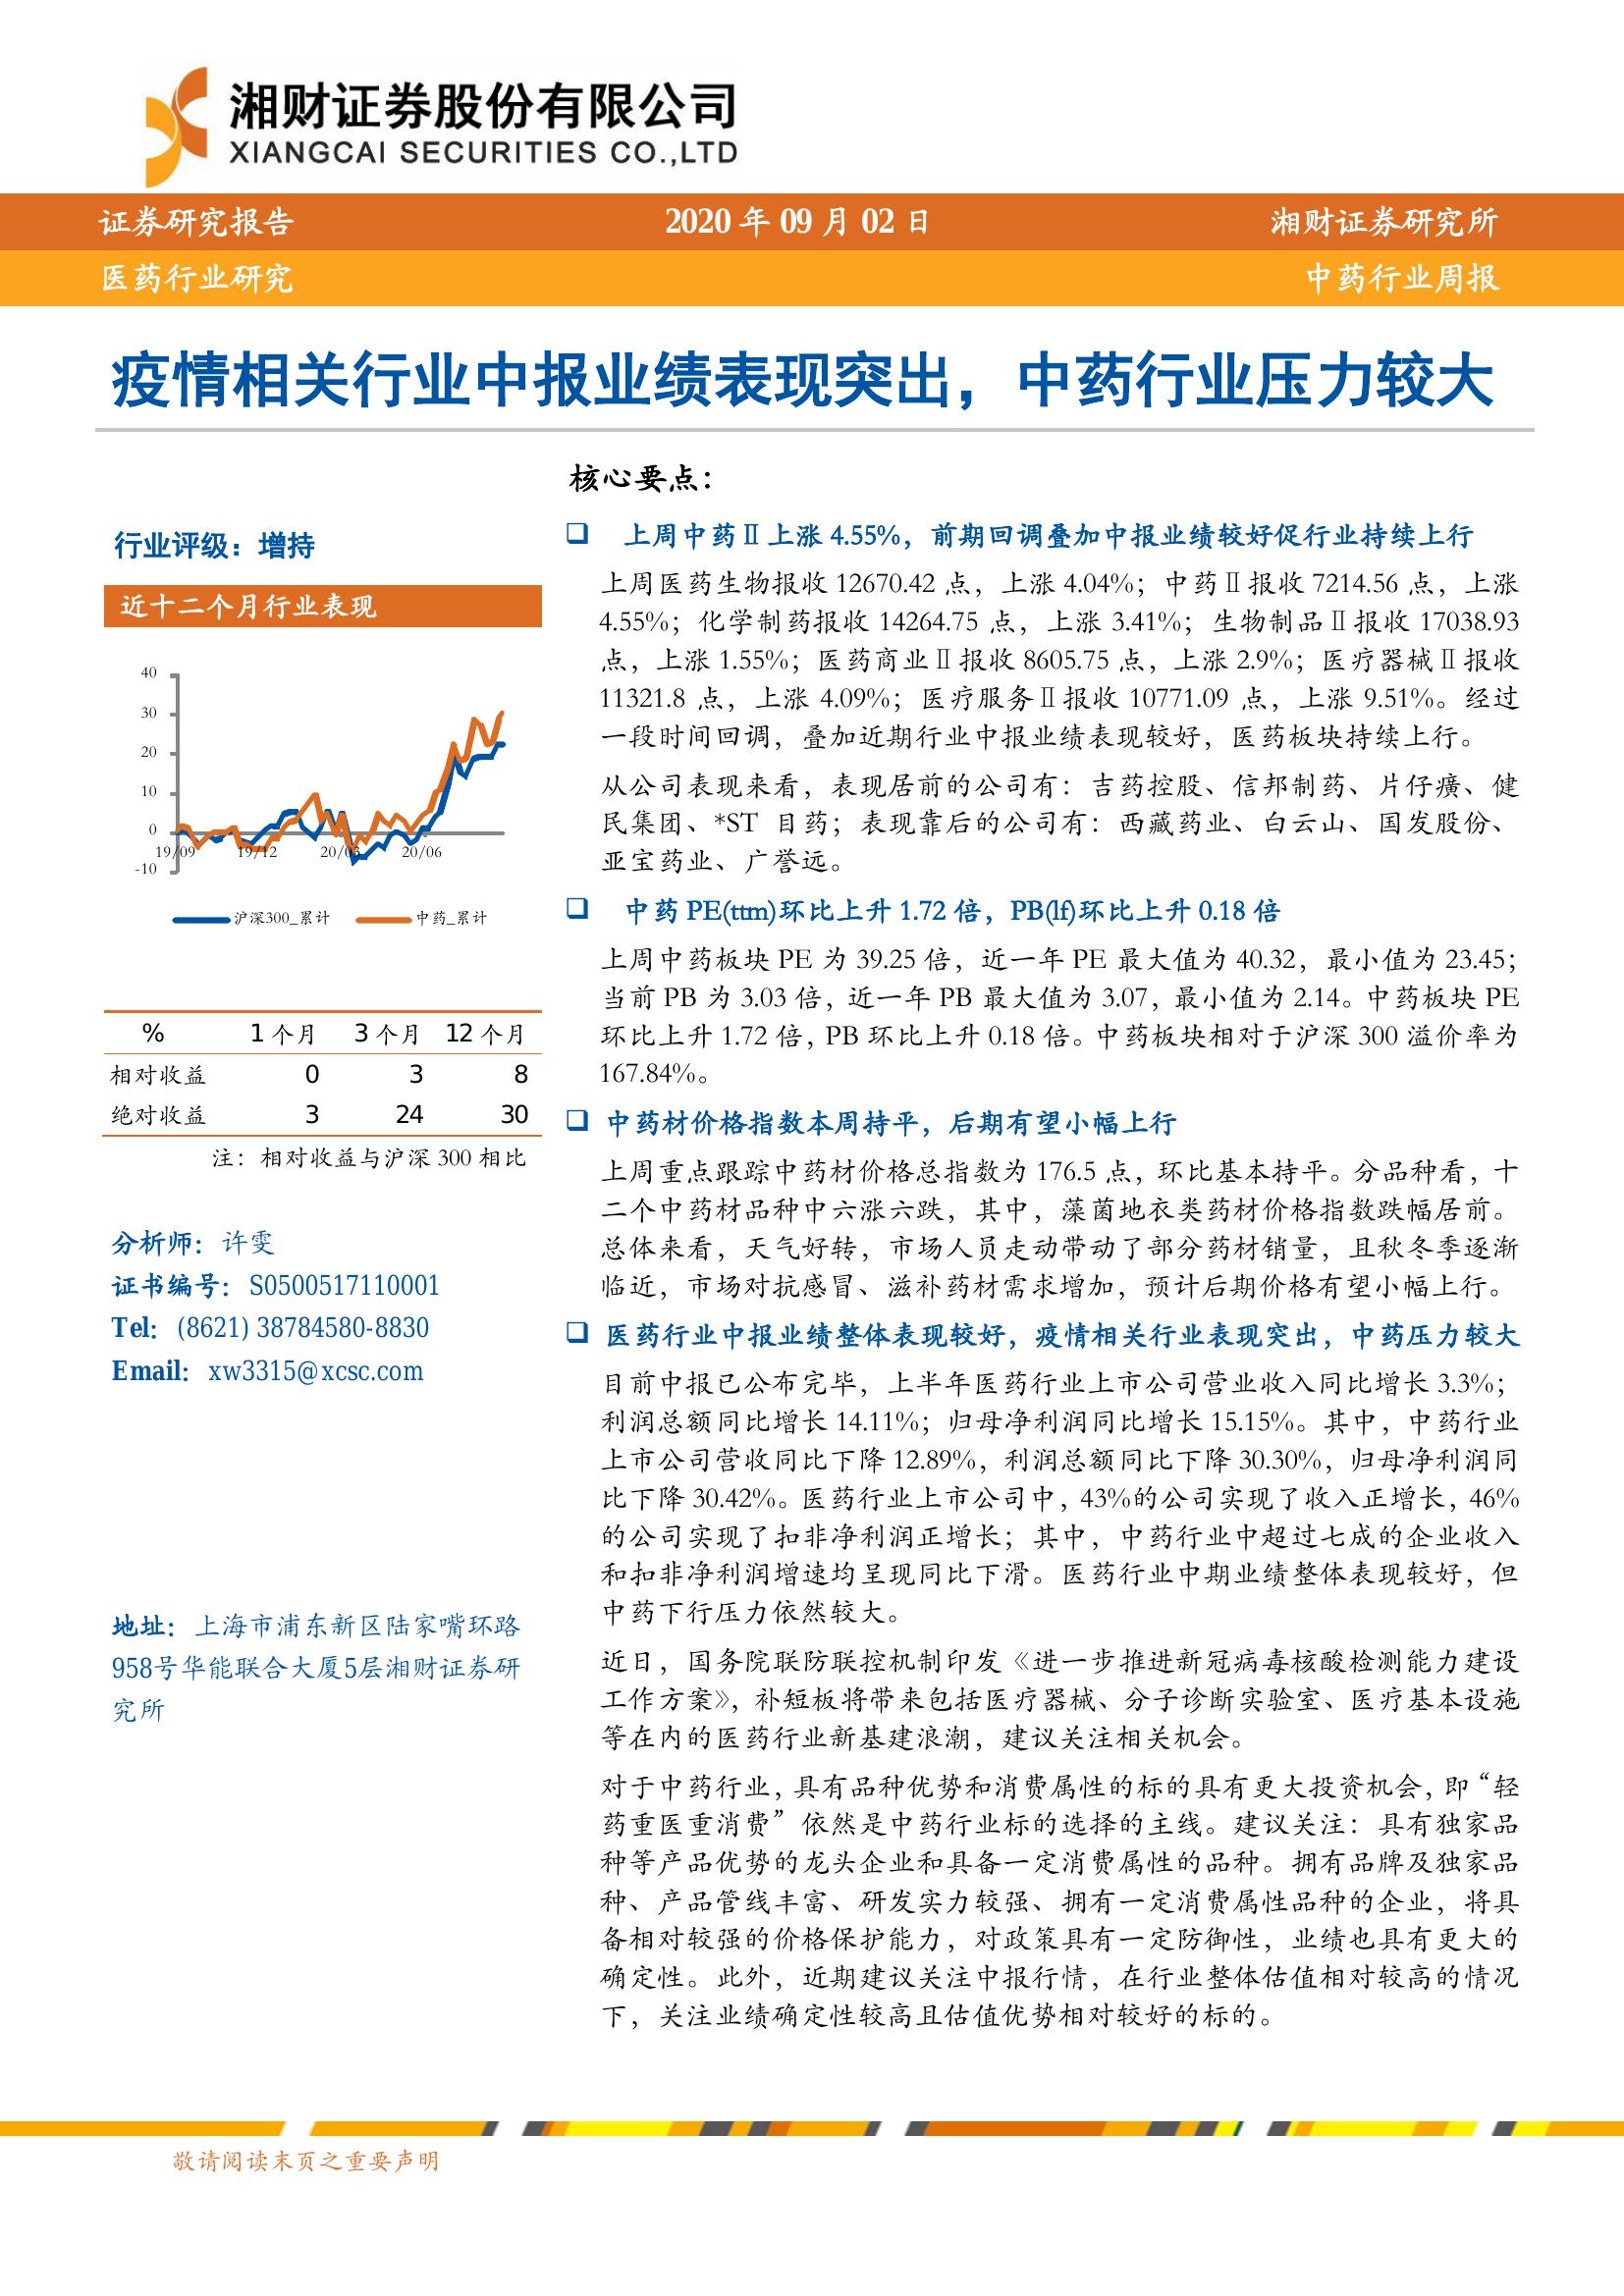 湘财证券股份有限公司
XIANGCAI SECURITIES CO.,LTD
证券研究报告 2020 年 09 月 02 日 湘财证券研究所
医药行业研究 中药行业周报
疫情相关行业中报业绩表现突出，中药行业压力较大
行业评级：增持
近十二个月行业表现
40
30
20
10
0
-10
19/09 19/12 20/03 20/06
沪深300_累计 中药_累计
% 1 个月 3 个月 12 个月
相对收益 0 3 8
绝对收益 3 24 30
注：相对收益与沪深 300 相比
分析师：许雯
证书编号：S0500517110001
Tel：(8621) 38784580-8830
Email：xw3315@xcsc.com
地址：上海市浦东新区陆家嘴环路
958号华能联合大厦5层湘财证券研
究所
核心要点：
❑ 上周中药Ⅱ上涨 4.55%，前期回调叠加中报业绩较好促行业持续上行
上周医药生物报收 12670.42 点，上涨 4.04%；中药Ⅱ报收 7214.56 点，上涨
4.55%；化学制药报收 14264.75 点，上涨 3.41%；生物制品Ⅱ报收 17038.93
点，上涨 1.55%；医药商业Ⅱ报收 8605.75 点，上涨 2.9%；医疗器械Ⅱ报收
11321.8 点，上涨 4.09%；医疗服务Ⅱ报收 10771.09 点，上涨 9.51%。经过
一段时间回调，叠加近期行业中报业绩表现较好，医药板块持续上行。
从公司表现来看，表现居前的公司有：吉药控股、信邦制药、片仔癀、健
民集团、*ST 目药；表现靠后的公司有：西藏药业、白云山、国发股份、
亚宝药业、广誉远。
❑ 中药 PE(ttm)环比上升 1.72 倍，PB(lf)环比上升 0.18 倍
上周中药板块 PE 为 39.25 倍，近一年 PE 最大值为 40.32，最小值为 23.45；
当前 PB 为 3.03 倍，近一年 PB 最大值为 3.07，最小值为 2.14。中药板块 PE
环比上升 1.72 倍，PB 环比上升 0.18 倍。中药板块相对于沪深 300 溢价率为
167.84%。
❑ 中药材价格指数本周持平，后期有望小幅上行
上周重点跟踪中药材价格总指数为 176.5 点，环比基本持平。分品种看，十
二个中药材品种中六涨六跌，其中，藻菌地衣类药材价格指数跌幅居前。
总体来看，天气好转，市场人员走动带动了部分药材销量，且秋冬季逐渐
临近，市场对抗感冒、滋补药材需求增加，预计后期价格有望小幅上行。
❑ 医药行业中报业绩整体表现较好，疫情相关行业表现突出，中药压力较大
目前中报已公布完毕，上半年医药行业上市公司营业收入同比增长 3.3%；
利润总额同比增长 14.11%；归母净利润同比增长 15.15%。其中，中药行业
上市公司营收同比下降 12.89%，利润总额同比下降 30.30%，归母净利润同
比下降 30.42%。医药行业上市公司中，43%的公司实现了收入正增长，46%
的公司实现了扣非净利润正增长；其中，中药行业中超过七成的企业收入
和扣非净利润增速均呈现同比下滑。医药行业中期业绩整体表现较好，但
中药下行压力依然较大。
近日，国务院联防联控机制印发《进一步推进新冠病毒核酸检测能力建设
工作方案》，补短板将带来包括医疗器械、分子诊断实验室、医疗基本设施
等在内的医药行业新基建浪潮，建议关注相关机会。
对于中药行业，具有品种优势和消费属性的标的具有更大投资机会，即“轻
药重医重消费”依然是中药行业标的选择的主线。建议关注：具有独家品
种等产品优势的龙头企业和具备一定消费属性的品种。拥有品牌及独家品
种、产品管线丰富、研发实力较强、拥有一定消费属性品种的企业，将具
备相对较强的价格保护能力，对政策具有一定防御性，业绩也具有更大的
确定性。此外，近期建议关注中报行情，在行业整体估值相对较高的情况
下，关注业绩确定性较高且估值优势相对较好的标的。
敬请阅读末页之重要声明